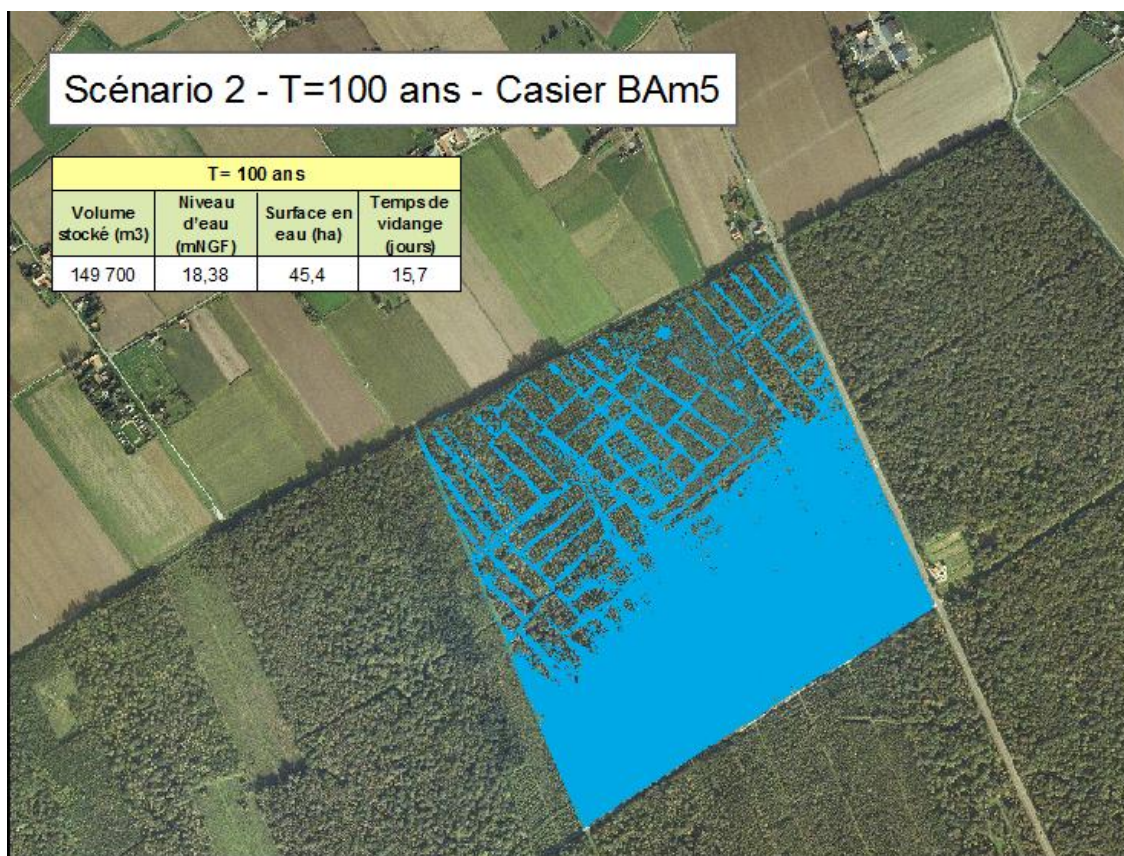 Scénario 2 - T=100 ans - Casier BAm5
T= 100 ans
Volume stocké (m3) Niveau d'eau (mNGF) Surface en eau (ha) Temps de vidange (jours)
149 700 18,38 45,4 15,7